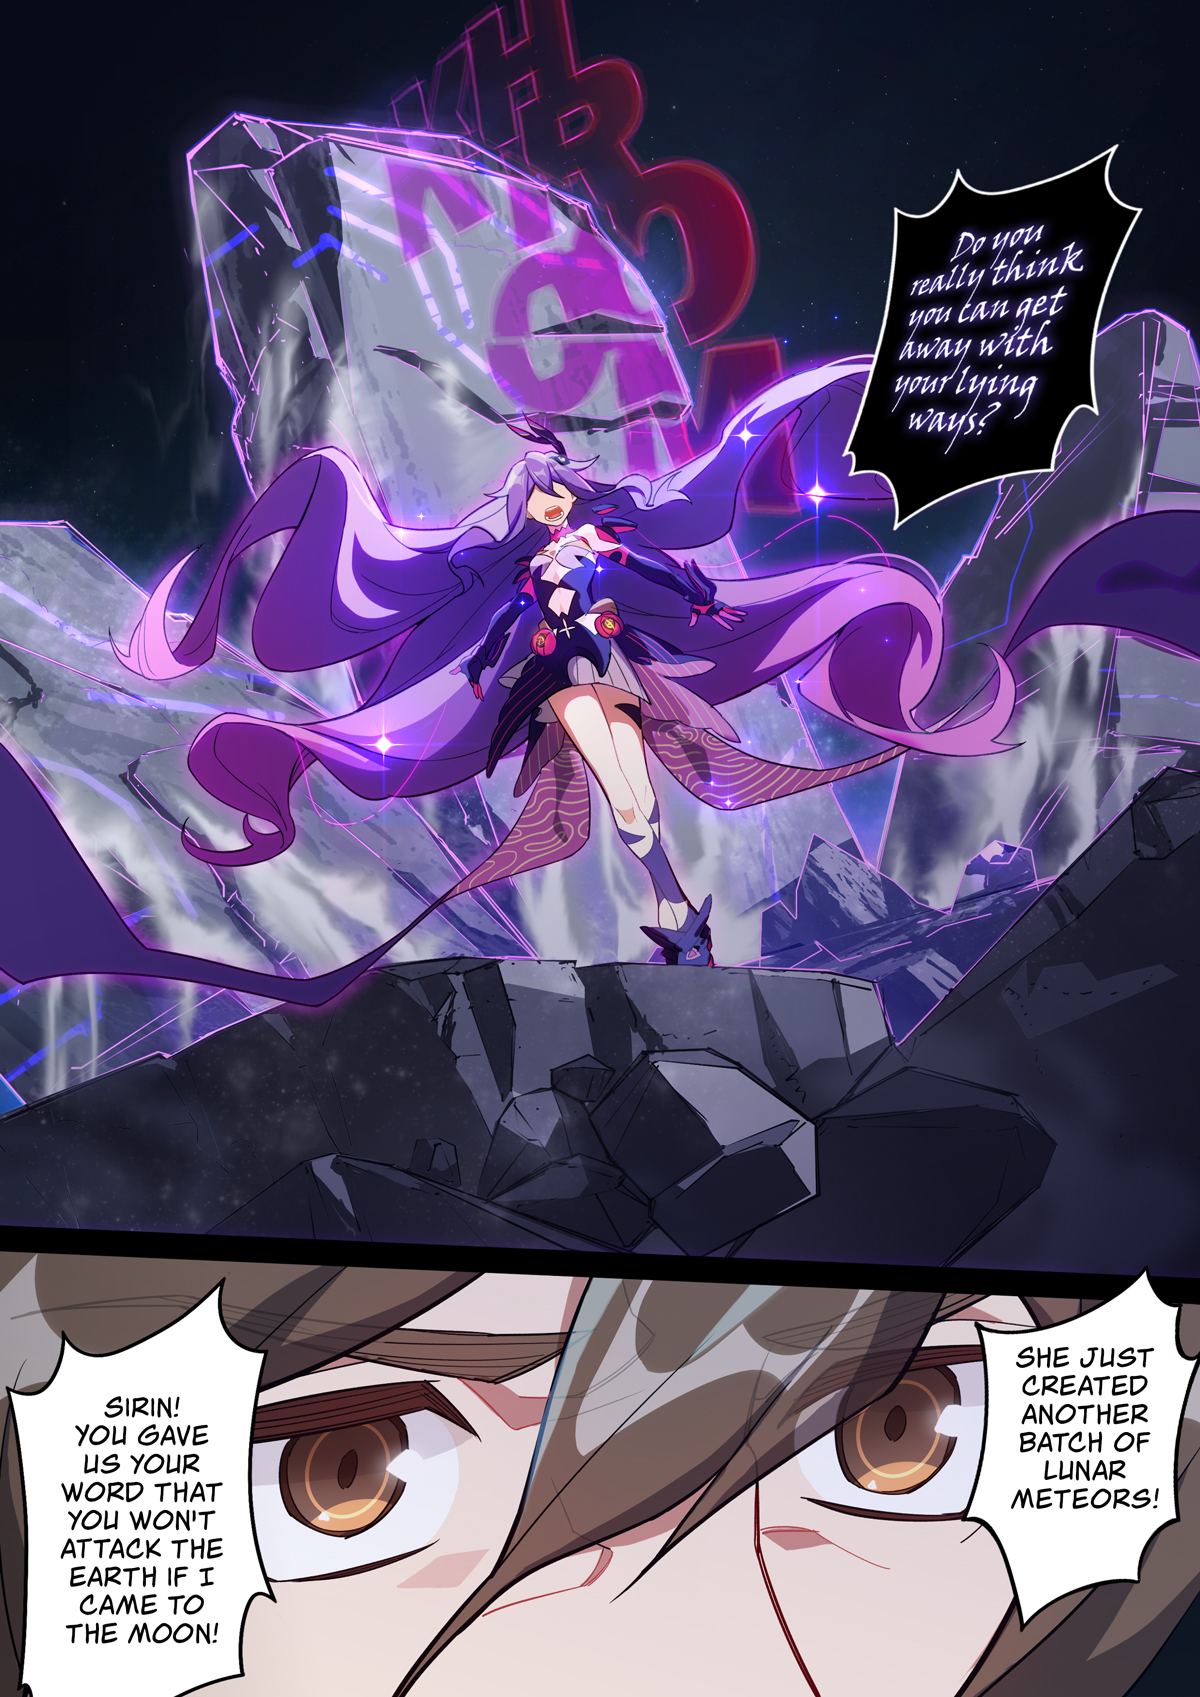 Do you
really think
you can get
away with
your lying
ways?
SHE JUST
CREATED
ANOTHER
BATCH OF
LUNAR
METEORS!
SIRIN!
YOU GAVE
US YOUR
WORD THAT
YOU WON'T
ATTACK THE
EARTH IF I
CAME TO
THE MOON!